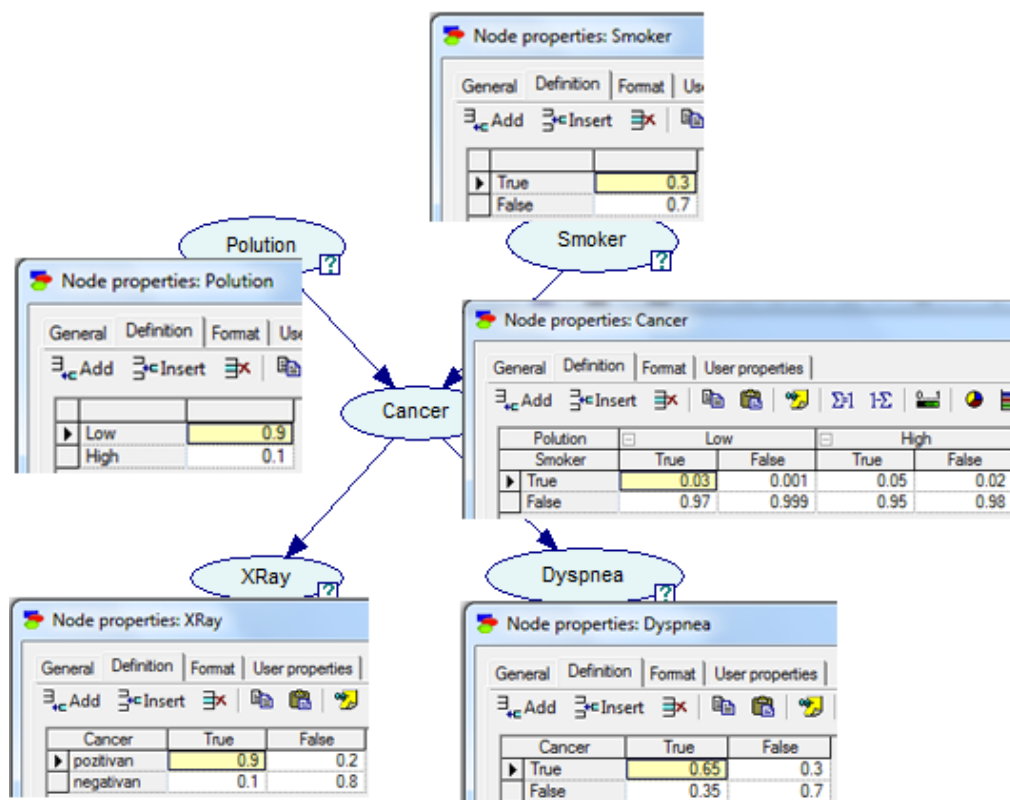 Node properties: Smoker
General Definition Format Us
Add Insert
True 0.3
False 0.7
Polution
?
Smoker
?
Node properties: Polution
General Definition Format Use
Add Insert
Low 0.9
High 0.1
Cancer
Node properties: Cancer
General Definition Format User properties
Add Insert Σ=1 1-Σ
Polution Low High
Smoker True False True False
True 0.03 0.001 0.05 0.02
False 0.97 0.999 0.95 0.98
XRay
?
Dyspnea
?
Node properties: XRay
General Definition Format User properties
Add Insert
Cancer True False
pozitivan 0.9 0.2
negativan 0.1 0.8
Node properties: Dyspnea
General Definition Format User properties
Add Insert
Cancer True False
True 0.65 0.3
False 0.35 0.7